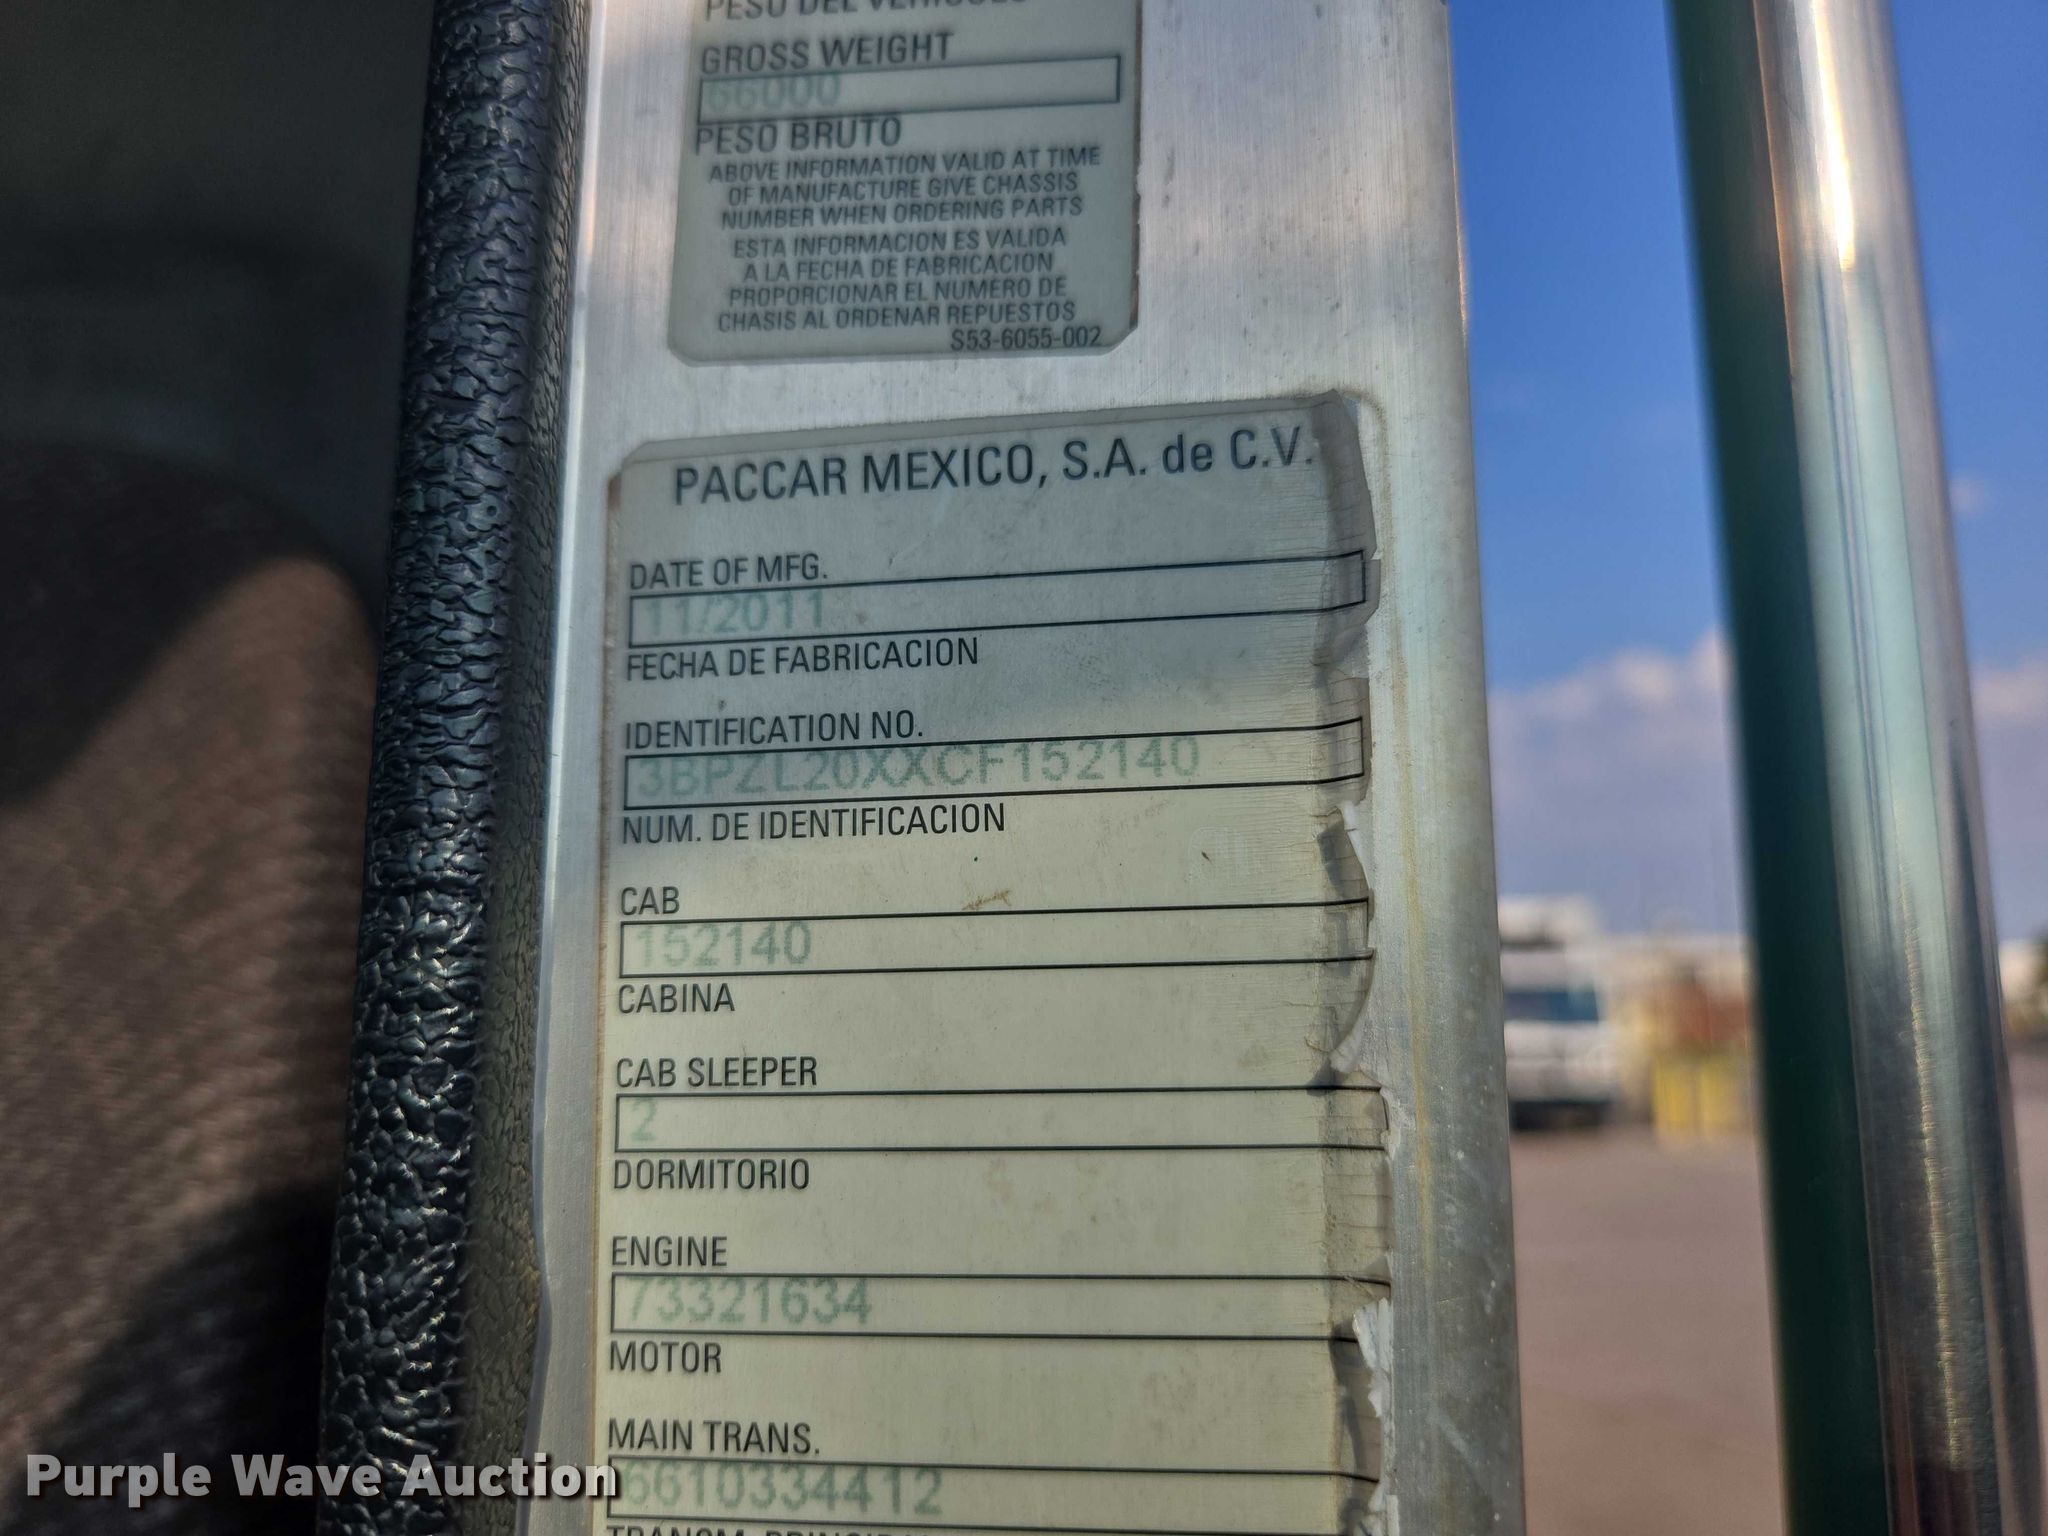 PESO DEL VEHICULO
GROSS WEIGHT
66000
PESO BRUTO
ABOVE INFORMATION VALID AT TIME
OF MANUFACTURE GIVE CHASSIS
NUMBER WHEN ORDERING PARTS
ESTA INFORMACION ES VALIDA
A LA FECHA DE FABRICACION
PROPORCIONAR EL NUMERO DE
CHASIS AL ORDENAR REPUESTOS
S53-6055-002
PACCAR MEXICO, S.A. de C.V.
DATE OF MFG.
11/2011
FECHA DE FABRICACION
IDENTIFICATION NO.
3BPZL20XXCF152140
NUM. DE IDENTIFICACION
CAB
152140
CABINA
CAB SLEEPER
2
DORMITORIO
ENGINE
73321634
MOTOR
MAIN TRANS.
6610334412
Purple Wave Auction